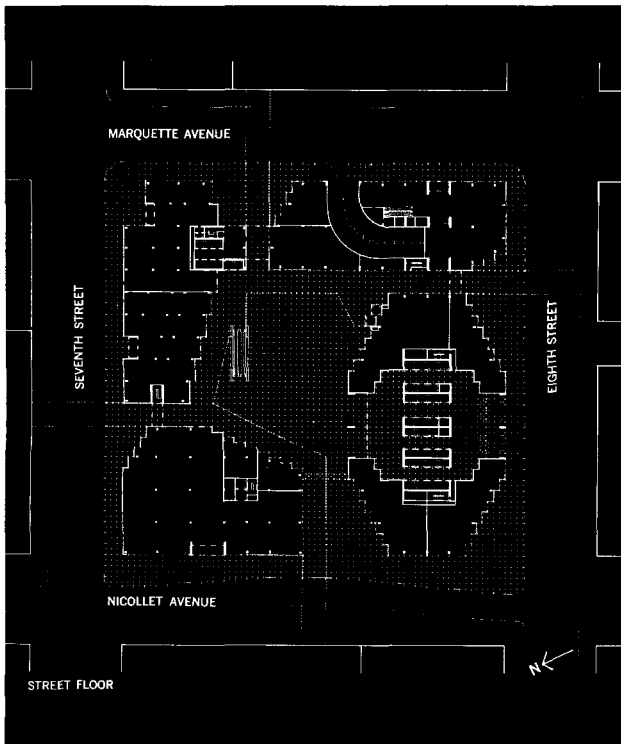 MARQUETTE AVENUE
SEVENTH STREET
EIGHTH STREET
NICOLLET AVENUE
N
STREET FLOOR